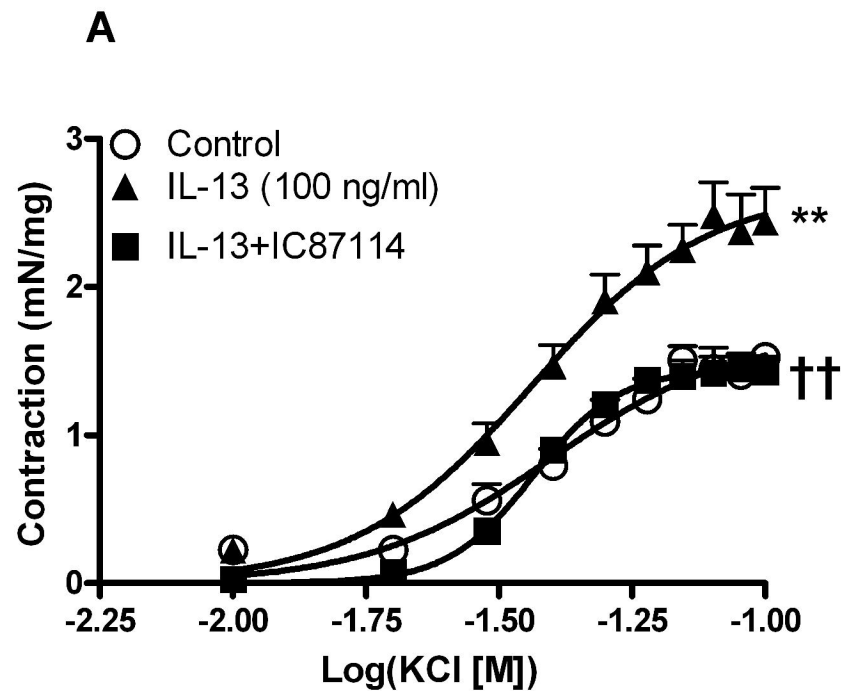 A
Control
IL-13 (100 ng/ml)
IL-13+IC87114
Contraction (mN/mg)
3
2
1
0
**
††
-2.25 -2.00 -1.75 -1.50 -1.25 -1.00
Log(KCl [M])